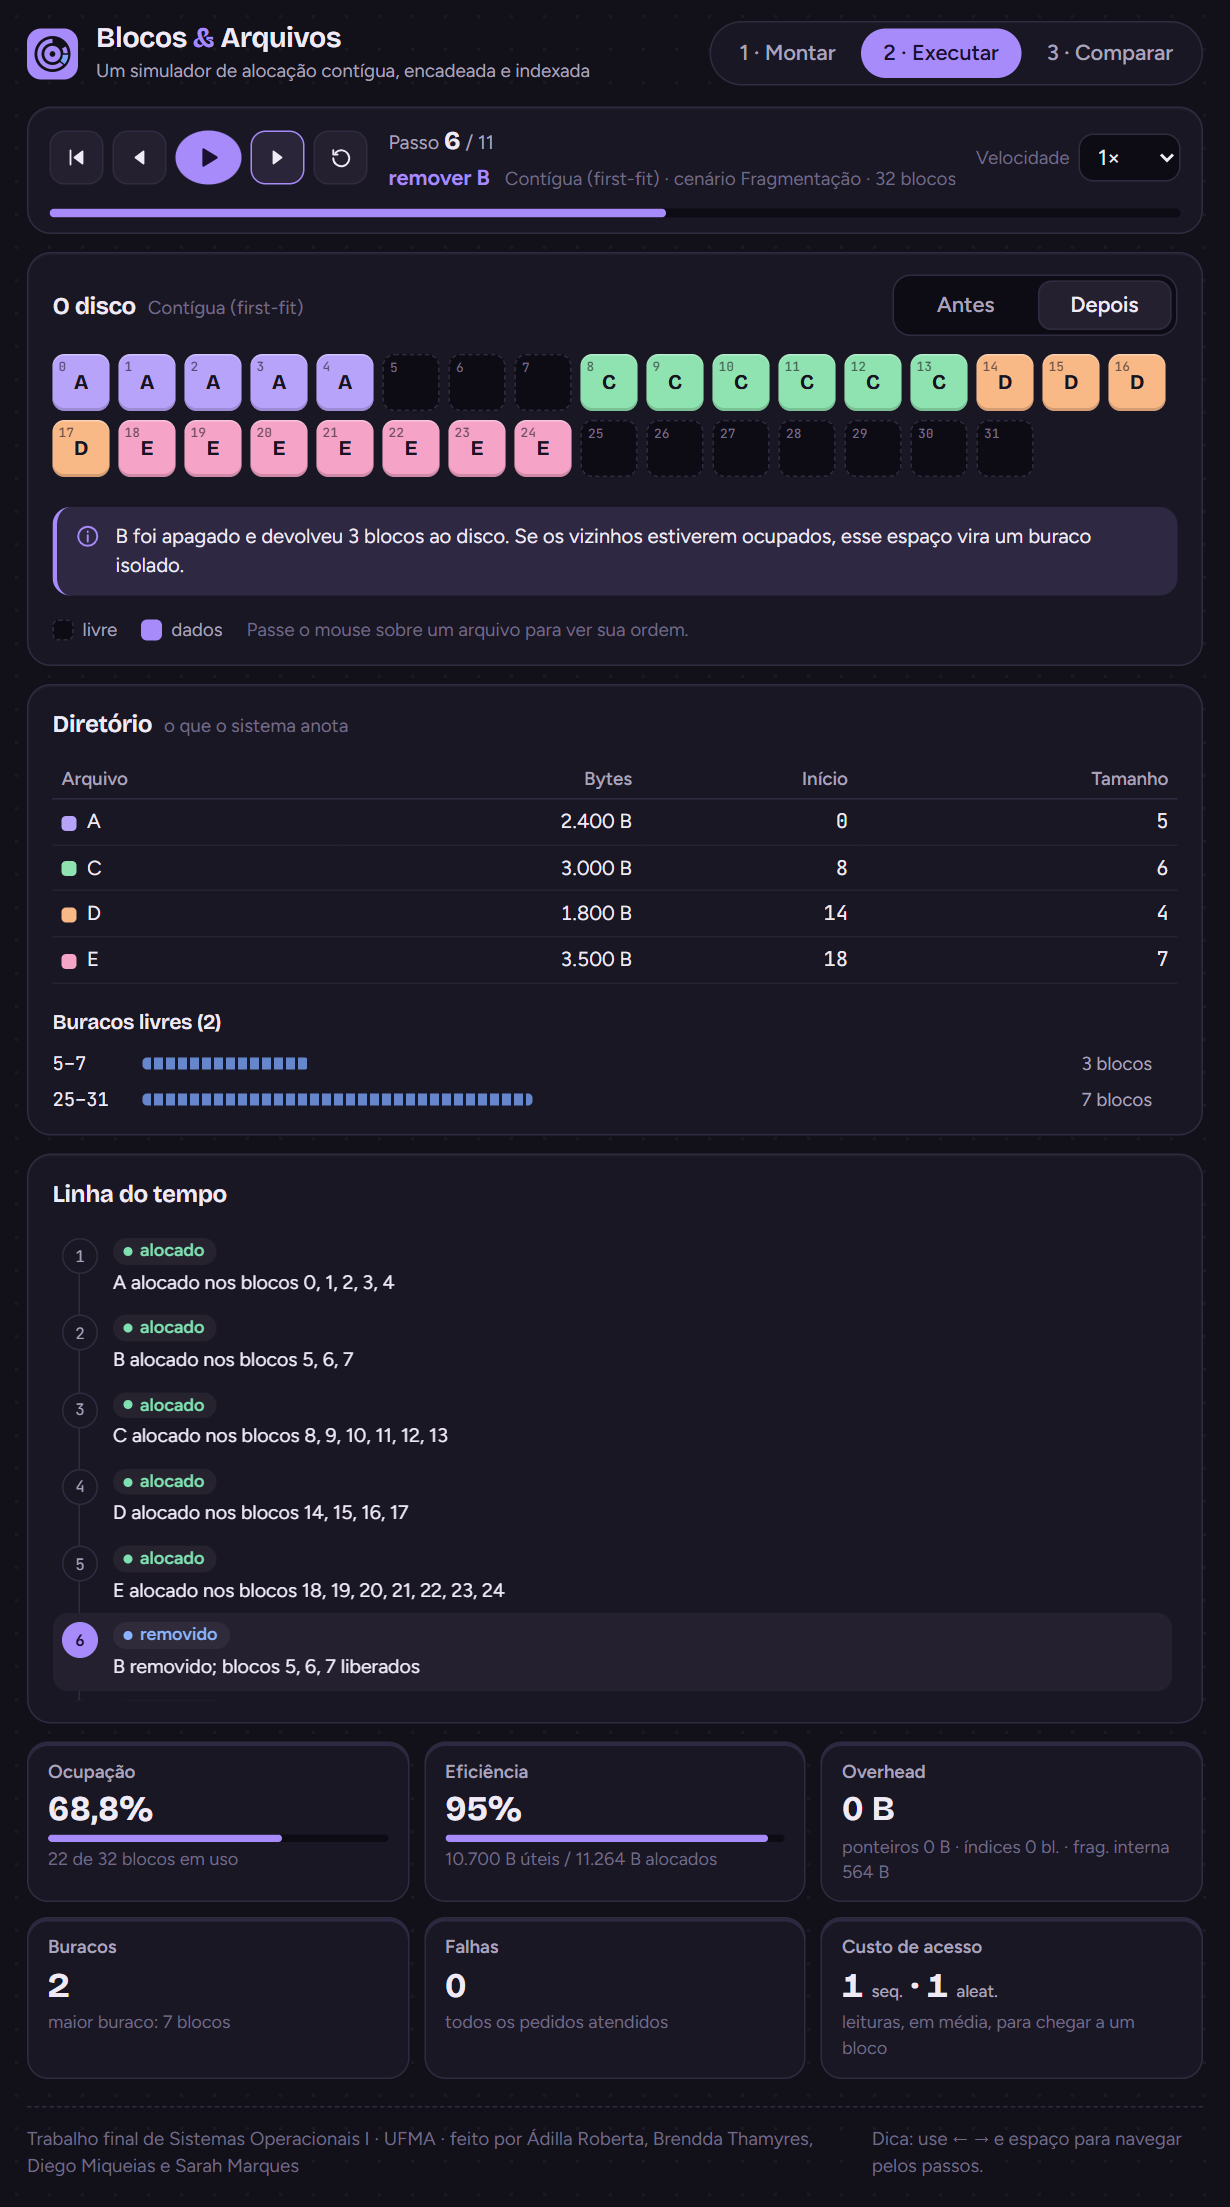 Blocos & Arquivos
Um simulador de alocação contígua, encadeada e indexada
1 · Montar
2 · Executar
3 · Comparar
Passo 6 / 11
remover B Contígua (first-fit) · cenário Fragmentação · 32 blocos
Velocidade
1×
O disco Contígua (first-fit)
Antes
Depois
0 1 2 3 4 5 6 7 8 9 10 11 12 13 14 15 16
A A A A A C C C C C C D D D
17 18 19 20 21 22 23 24 25 26 27 28 29 30 31
D E E E E E E E
B foi apagado e devolveu 3 blocos ao disco. Se os vizinhos estiverem ocupados, esse espaço vira um buraco
isolado.
livre dados Passe o mouse sobre um arquivo para ver sua ordem.
Diretório o que o sistema anota
Arquivo Bytes Início Tamanho
A 2.400 B 0 5
C 3.000 B 8 6
D 1.800 B 14 4
E 3.500 B 18 7
Buracos livres (2)
5–7 3 blocos
25–31 7 blocos
Linha do tempo
1 alocado
A alocado nos blocos 0, 1, 2, 3, 4
2 alocado
B alocado nos blocos 5, 6, 7
3 alocado
C alocado nos blocos 8, 9, 10, 11, 12, 13
4 alocado
D alocado nos blocos 14, 15, 16, 17
5 alocado
E alocado nos blocos 18, 19, 20, 21, 22, 23, 24
6 removido
B removido; blocos 5, 6, 7 liberados
Ocupação
68,8%
22 de 32 blocos em uso
Eficiência
95%
10.700 B úteis / 11.264 B alocados
Overhead
0 B
ponteiros 0 B · índices 0 bl. · frag. interna
564 B
Buracos
2
maior buraco: 7 blocos
Falhas
0
todos os pedidos atendidos
Custo de acesso
1 seq. · 1 aleat.
leituras, em média, para chegar a um
bloco
Trabalho final de Sistemas Operacionais I · UFMA · feito por Ádilla Roberta, Brendda Thamyres,
Diego Miqueias e Sarah Marques
Dica: use ← → e espaço para navegar
pelos passos.